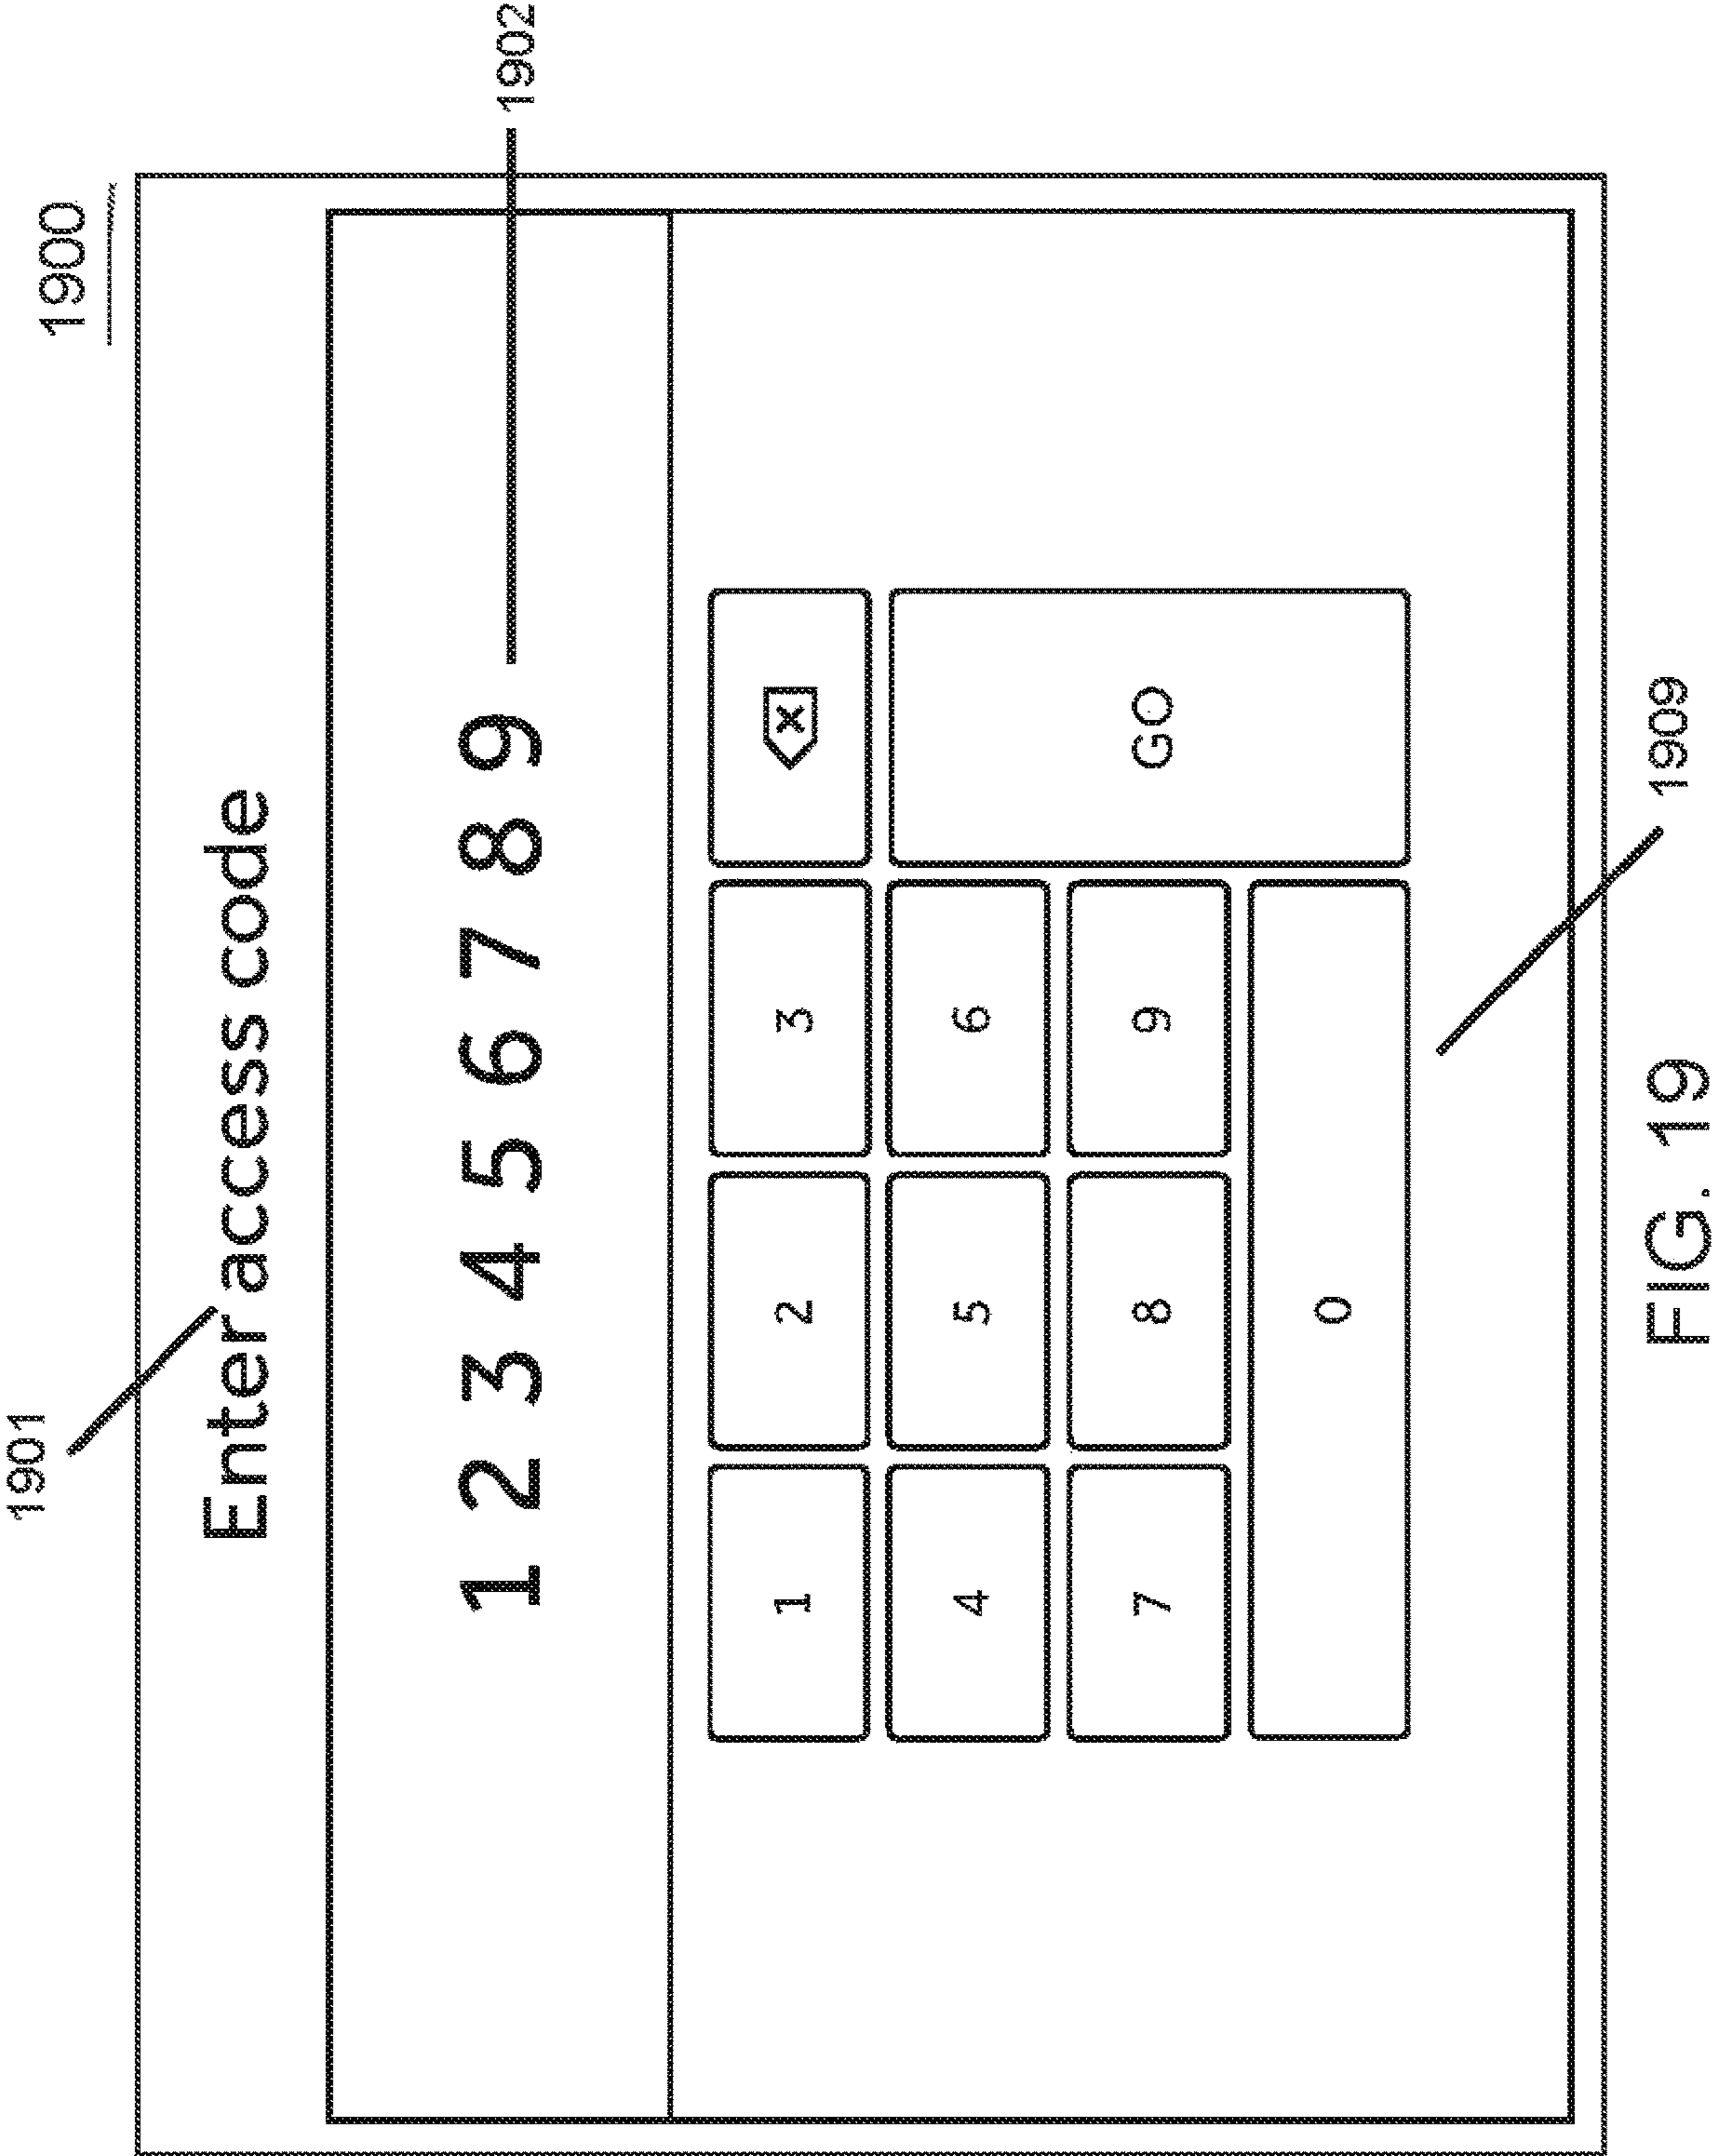 1900
1901
Enter access code
1 2 3 4 5 6 7 8 9
1902
1 2 3
4 5 6 GO
7 8 9
0
1909
FIG. 19